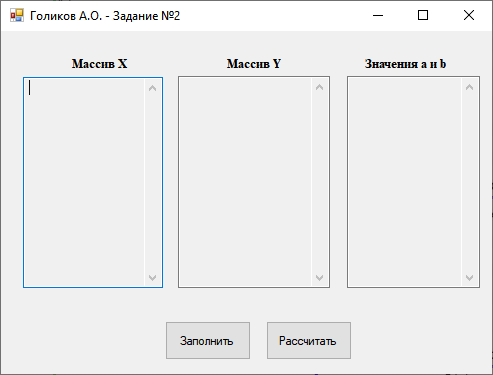 Голиков А.О. - Задание №2
Массив X
Массив Y
Значения a и b
Заполнить
Рассчитать